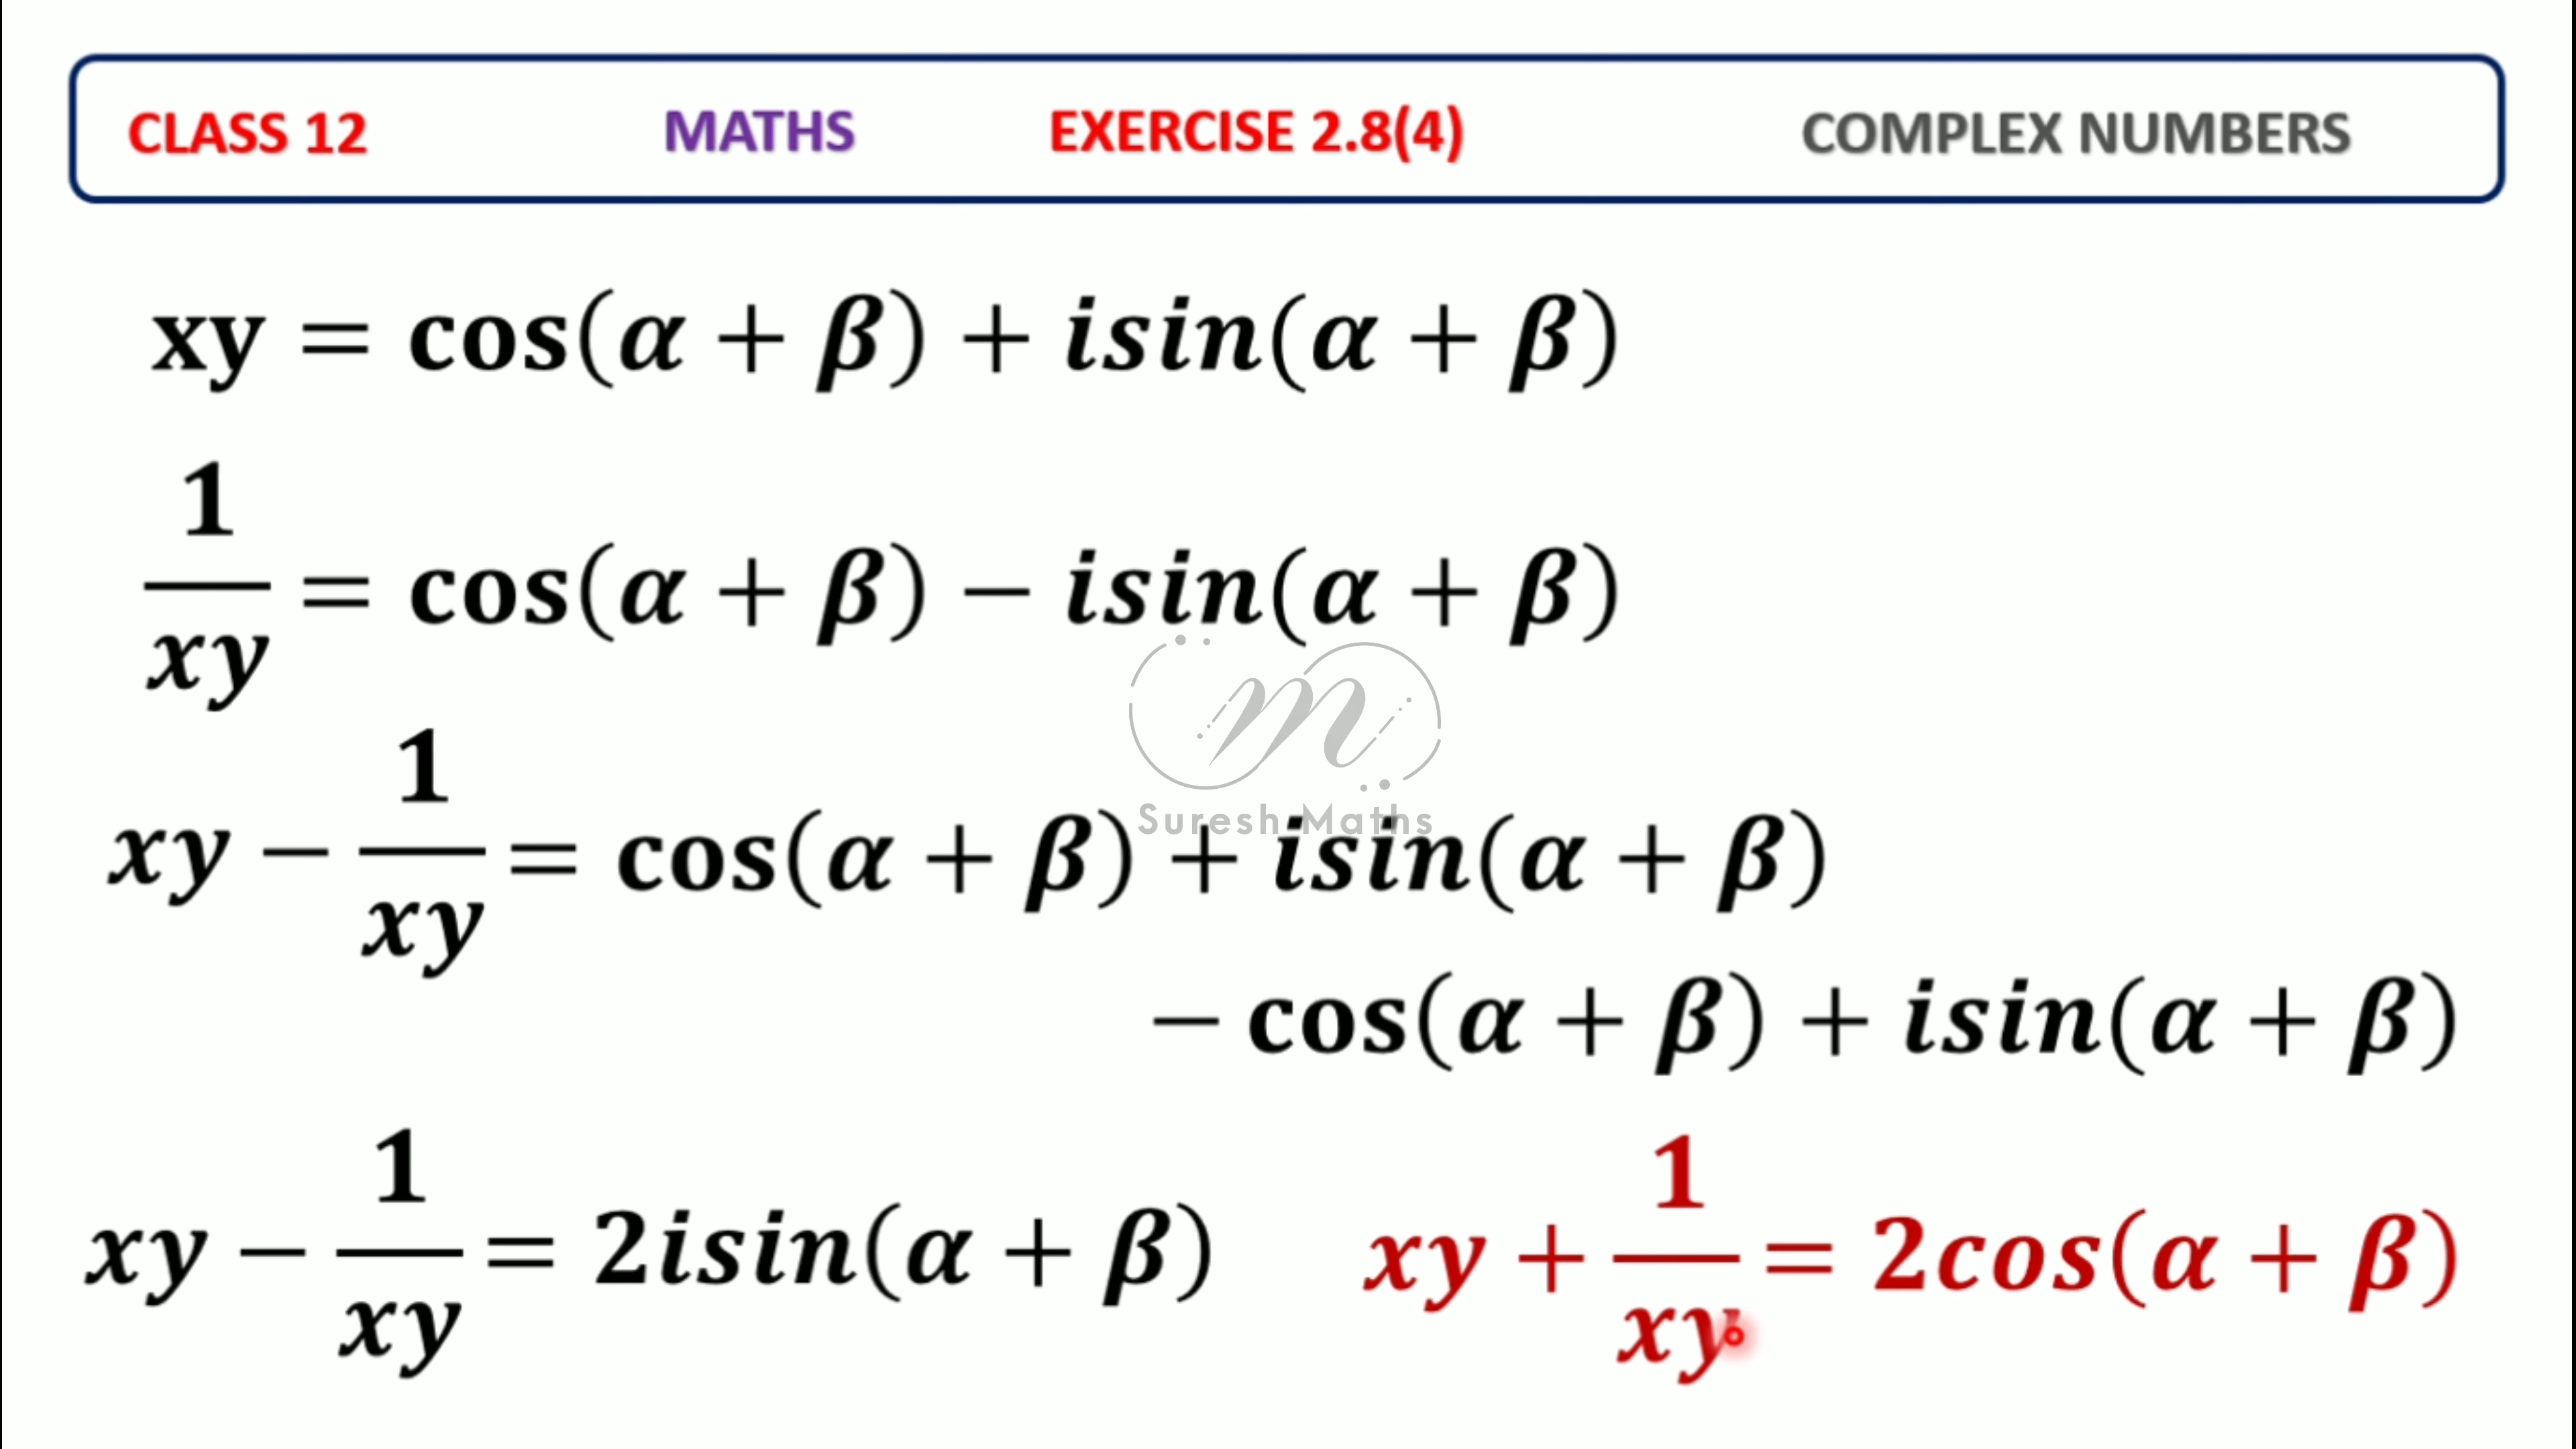 CLASS 12 MATHS EXERCISE 2.8(4) COMPLEX NUMBERS
xy = cos(α + β) + isin(α + β)
1/xy = cos(α + β) − isin(α + β)
xy − 1/xy = cos(α + β) + isin(α + β)
Suresh Maths
− cos(α + β) + isin(α + β)
xy − 1/xy = 2isin(α + β) xy + 1/xy = 2cos(α + β)